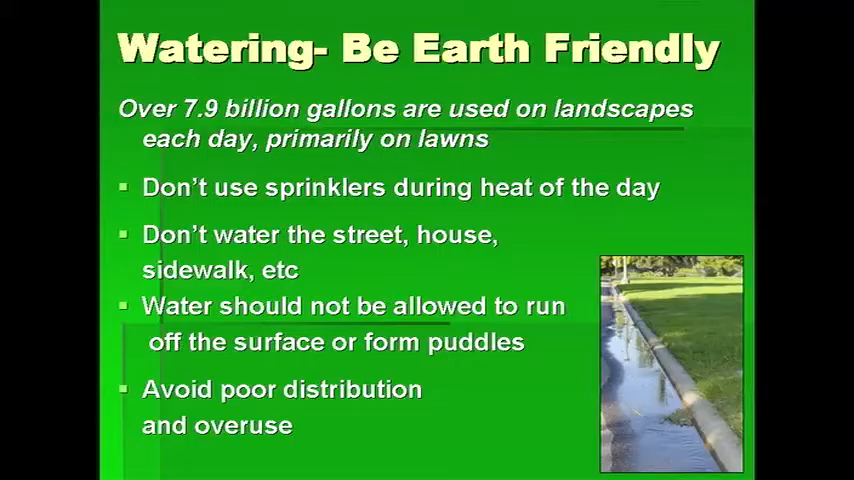 Watering- Be Earth Friendly
Over 7.9 billion gallons are used on landscapes
each day, primarily on lawns
Don't use sprinklers during heat of the day
Don't water the street, house,
sidewalk, etc
Water should not be allowed to run
off the surface or form puddles
Avoid poor distribution
and overuse